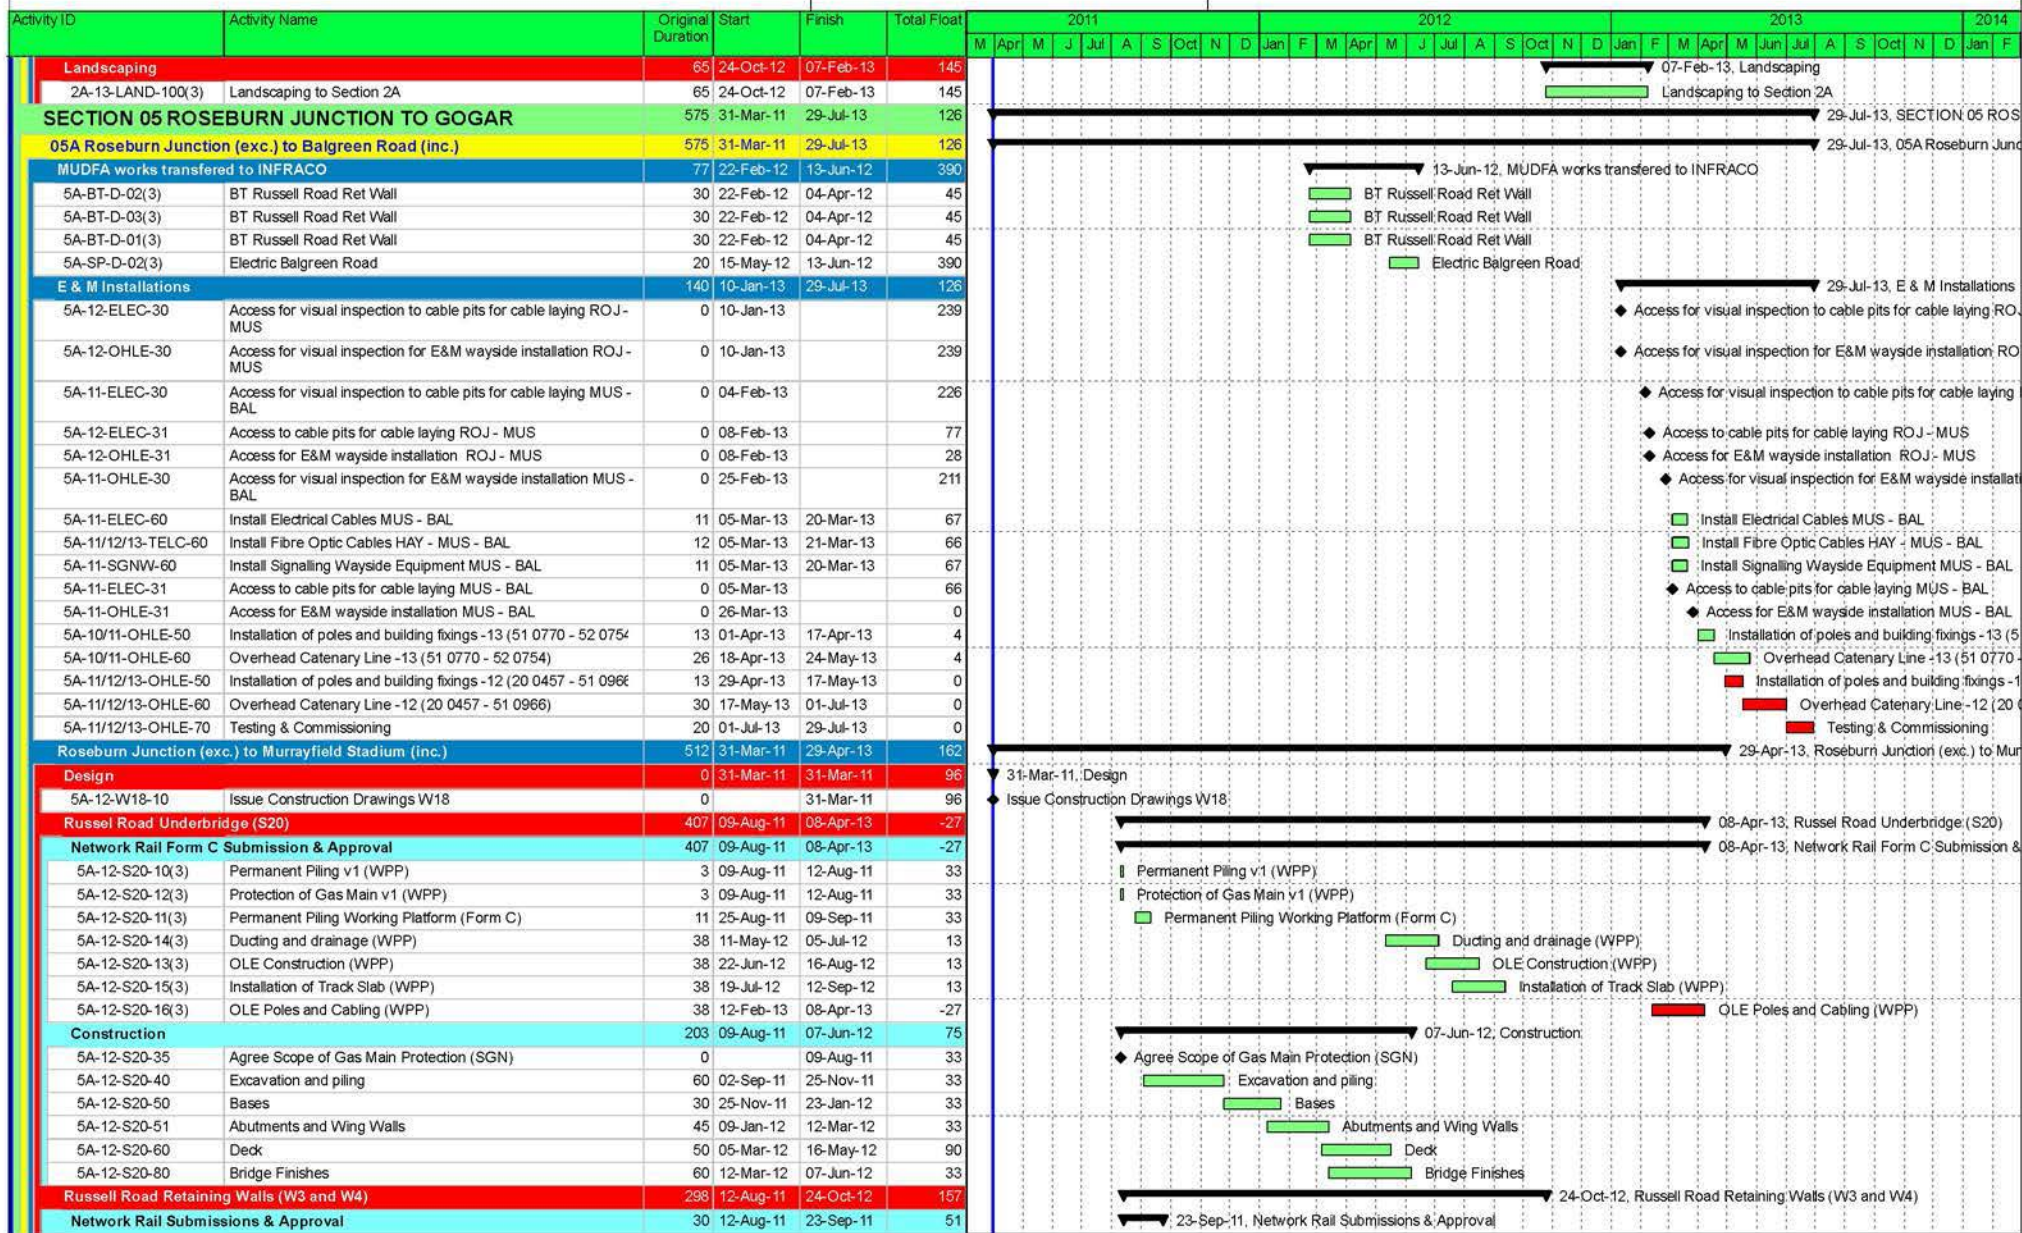 Activity ID Activity Name Original Duration Start Finish Total Float 2011 2012 2013 2014
M Apr M J Jul A S Oct N D Jan F M Apr M J Jul A S Oct N D Jan F M Apr M Jun Jul A S Oct N D Jan F
Landscaping 65 24-Oct-12 07-Feb-13 145 07-Feb-13, Landscaping
2A-13-LAND-100(3) Landscaping to Section 2A 65 24-Oct-12 07-Feb-13 145 Landscaping to Section 2A
SECTION 05 ROSEBURN JUNCTION TO GOGAR 575 31-Mar-11 29-Jul-13 126 29-Jul-13, SECTION 05 ROS
05A Roseburn Junction (exc.) to Balgreen Road (inc.) 575 31-Mar-11 29-Jul-13 126 29-Jul-13, 05A Roseburn Junc
MUDFA works transfered to INFRACO 77 22-Feb-12 13-Jun-12 390 13-Jun-12, MUDFA works transfered to INFRACO
5A-BT-D-02(3) BT Russell Road Ret Wall 30 22-Feb-12 04-Apr-12 45 BT Russell Road Ret Wall
5A-BT-D-03(3) BT Russell Road Ret Wall 30 22-Feb-12 04-Apr-12 45 BT Russell Road Ret Wall
5A-BT-D-01(3) BT Russell Road Ret Wall 30 22-Feb-12 04-Apr-12 45 BT Russell Road Ret Wall
5A-SP-D-02(3) Electric Balgreen Road 20 15-May-12 13-Jun-12 390 Electric Balgreen Road
E & M Installations 140 10-Jan-13 29-Jul-13 126 29-Jul-13, E & M Installations
5A-12-ELEC-30 Access for visual inspection to cable pits for cable laying ROJ - MUS 0 10-Jan-13 239 Access for visual inspection to cable pits for cable laying RO
5A-12-OHLE-30 Access for visual inspection for E&M wayside installation ROJ - MUS 0 10-Jan-13 239 Access for visual inspection for E&M wayside installation RO
5A-11-ELEC-30 Access for visual inspection to cable pits for cable laying MUS - BAL 0 04-Feb-13 226 Access for visual inspection to cable pits for cable laying
5A-12-ELEC-31 Access to cable pits for cable laying ROJ - MUS 0 08-Feb-13 77 Access to cable pits for cable laying ROJ - MUS
5A-12-OHLE-31 Access for E&M wayside installation ROJ - MUS 0 08-Feb-13 28 Access for E&M wayside installation ROJ - MUS
5A-11-OHLE-30 Access for visual inspection for E&M wayside installation MUS - BAL 0 25-Feb-13 211 Access for visual inspection for E&M wayside installati
5A-11-ELEC-60 Install Electrical Cables MUS - BAL 11 05-Mar-13 20-Mar-13 67 Install Electrical Cables MUS - BAL
5A-11/12/13-TELC-60 Install Fibre Optic Cables HAY - MUS - BAL 12 05-Mar-13 21-Mar-13 66 Install Fibre Optic Cables HAY - MUS - BAL
5A-11-SGNW-60 Install Signalling Wayside Equipment MUS - BAL 11 05-Mar-13 20-Mar-13 67 Install Signalling Wayside Equipment MUS - BAL
5A-11-ELEC-31 Access to cable pits for cable laying MUS - BAL 0 05-Mar-13 66 Access to cable pits for cable laying MUS - BAL
5A-11-OHLE-31 Access for E&M wayside installation MUS - BAL 0 26-Mar-13 0 Access for E&M wayside installation MUS - BAL
5A-10/11-OHLE-50 Installation of poles and building fixings -13 (51 0770 - 52 0754 13 01-Apr-13 17-Apr-13 4 Installation of poles and building fixings -13 (5
5A-10/11-OHLE-60 Overhead Catenary Line -13 (51 0770 - 52 0754) 26 18-Apr-13 24-May-13 4 Overhead Catenary Line -13 (51 0770 -
5A-11/12/13-OHLE-50 Installation of poles and building fixings -12 (20 0457 - 51 0966 13 29-Apr-13 17-May-13 0 Installation of poles and building fixings -1
5A-11/12/13-OHLE-60 Overhead Catenary Line -12 (20 0457 - 51 0966) 30 17-May-13 01-Jul-13 0 Overhead Catenary Line -12 (20
5A-11/12/13-OHLE-70 Testing & Commissioning 20 01-Jul-13 29-Jul-13 0 Testing & Commissioning
Roseburn Junction (exc.) to Murrayfield Stadium (inc.) 512 31-Mar-11 29-Apr-13 162 29-Apr-13, Roseburn Junction (exc.) to Mur
Design 0 31-Mar-11 31-Mar-11 96 31-Mar-11, Design
5A-12-W18-10 Issue Construction Drawings W18 0 31-Mar-11 96 Issue Construction Drawings W18
Russel Road Underbridge (S20) 407 09-Aug-11 08-Apr-13 -27 08-Apr-13, Russel Road Underbridge (S20)
Network Rail Form C Submission & Approval 407 09-Aug-11 08-Apr-13 -27 08-Apr-13, Network Rail Form C Submission &
5A-12-S20-10(3) Permanent Piling v1 (WPP) 3 09-Aug-11 12-Aug-11 33 Permanent Piling v1 (WPP)
5A-12-S20-12(3) Protection of Gas Main v1 (WPP) 3 09-Aug-11 12-Aug-11 33 Protection of Gas Main v1 (WPP)
5A-12-S20-11(3) Permanent Piling Working Platform (Form C) 11 25-Aug-11 09-Sep-11 33 Permanent Piling Working Platform (Form C)
5A-12-S20-14(3) Ducting and drainage (WPP) 38 11-May-12 05-Jul-12 13 Ducting and drainage (WPP)
5A-12-S20-13(3) OLE Construction (WPP) 38 22-Jun-12 16-Aug-12 13 OLE Construction (WPP)
5A-12-S20-15(3) Installation of Track Slab (WPP) 38 19-Jul-12 12-Sep-12 13 Installation of Track Slab (WPP)
5A-12-S20-16(3) OLE Poles and Cabling (WPP) 38 12-Feb-13 08-Apr-13 -27 OLE Poles and Cabling (WPP)
Construction 203 09-Aug-11 07-Jun-12 75 07-Jun-12, Construction
5A-12-S20-35 Agree Scope of Gas Main Protection (SGN) 0 09-Aug-11 33 Agree Scope of Gas Main Protection (SGN)
5A-12-S20-40 Excavation and piling 60 02-Sep-11 25-Nov-11 33 Excavation and piling
5A-12-S20-50 Bases 30 25-Nov-11 23-Jan-12 33 Bases
5A-12-S20-51 Abutments and Wing Walls 45 09-Jan-12 12-Mar-12 33 Abutments and Wing Walls
5A-12-S20-60 Deck 50 05-Mar-12 16-May-12 90 Deck
5A-12-S20-80 Bridge Finishes 60 12-Mar-12 07-Jun-12 33 Bridge Finishes
Russell Road Retaining Walls (W3 and W4) 298 12-Aug-11 24-Oct-12 157 24-Oct-12, Russell Road Retaining Walls (W3 and W4)
Network Rail Submissions & Approval 30 12-Aug-11 23-Sep-11 51 23-Sep-11, Network Rail Submissions & Approval